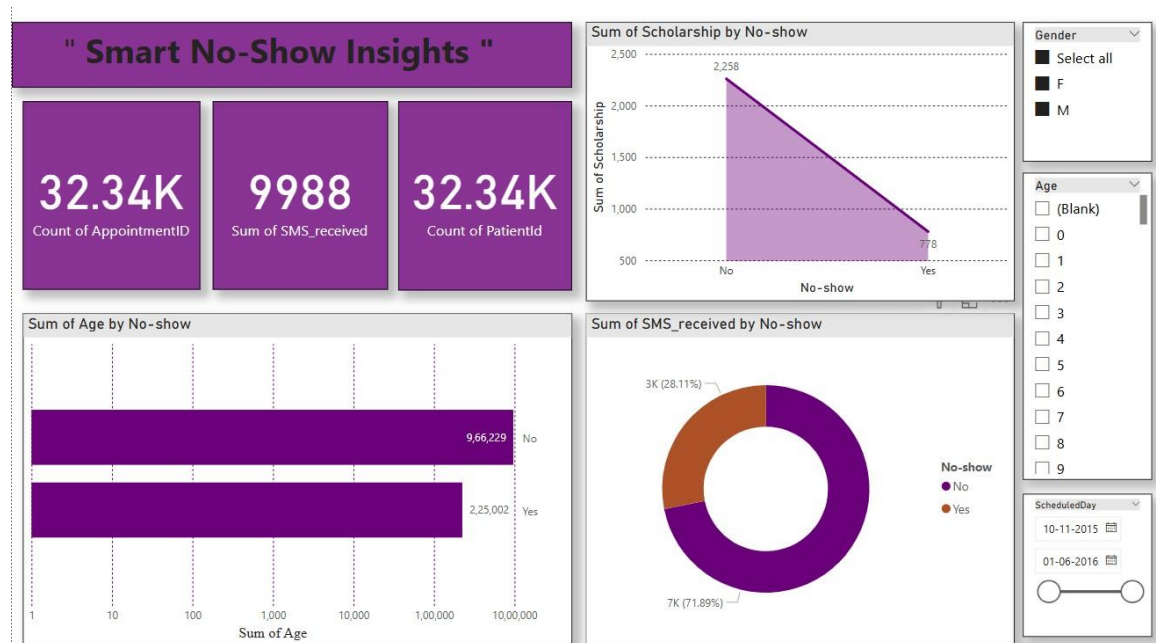 " Smart No-Show Insights "
32.34K
Count of AppointmentID
9988
Sum of SMS_received
32.34K
Count of PatientId
Sum of Scholarship by No-show
Sum of Scholarship
2,500
2,000
1,500
1,000
500
2,258
778
No
Yes
No-show
Gender
Select all
F
M
Age
(Blank)
0
1
2
3
4
5
6
7
8
9
Sum of Age by No-show
9,66,229
No
2,25,002
Yes
1
10
100
1,000
10,000
1,00,000
10,00,000
Sum of Age
Sum of SMS_received by No-show
3K (28.11%)
7K (71.89%)
No-show
No
Yes
ScheduledDay
10-11-2015
01-06-2016